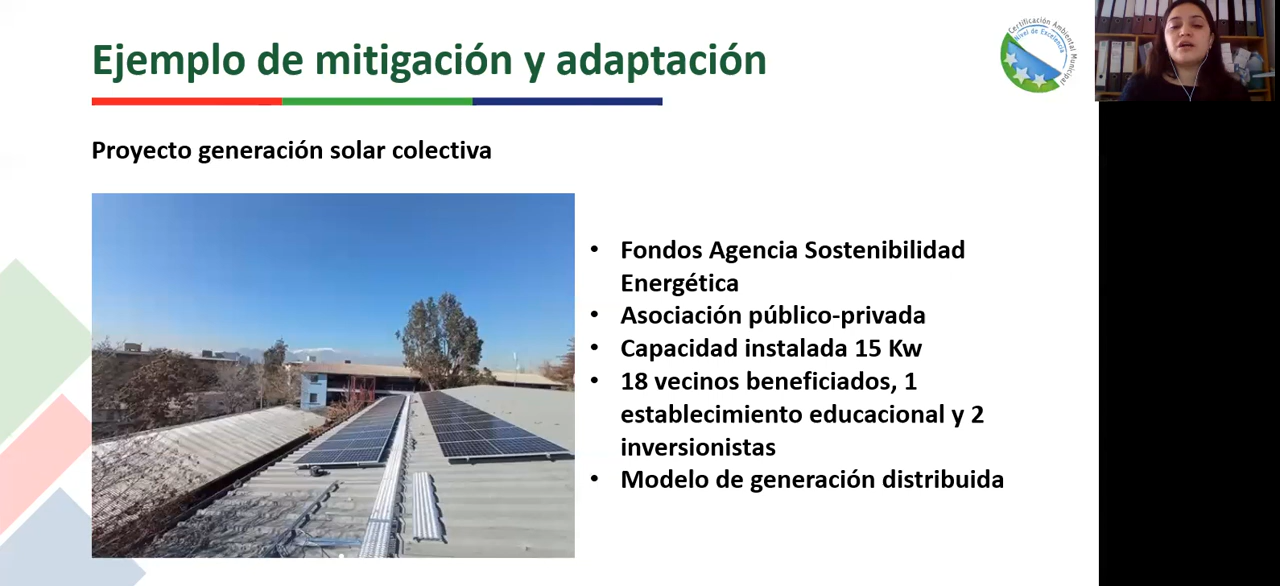 Ejemplo de mitigación y adaptación
Certificación Ambiental Municipal
Nivel de Excelencia
Proyecto generación solar colectiva
• Fondos Agencia Sostenibilidad
Energética
• Asociación público-privada
• Capacidad instalada 15 Kw
• 18 vecinos beneficiados, 1
establecimiento educacional y 2
inversionistas
• Modelo de generación distribuida